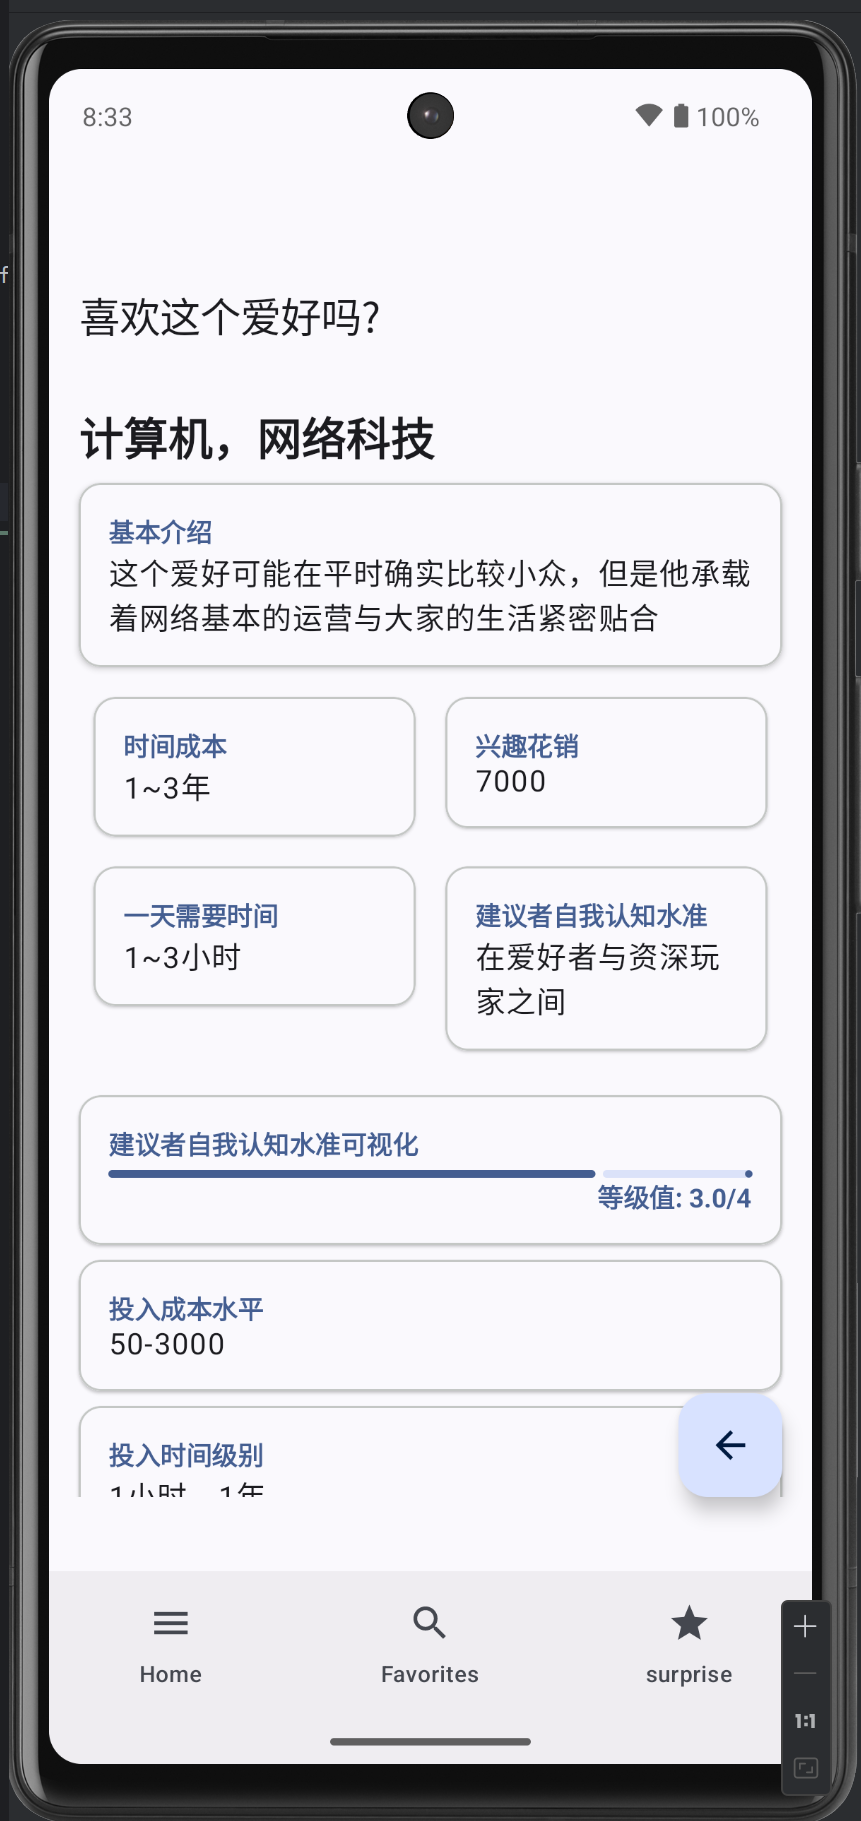 f
8:33
100%
喜欢这个爱好吗?
计算机，网络科技
基本介绍
这个爱好可能在平时确实比较小众，但是他承载
着网络基本的运营与大家的生活紧密贴合
时间成本
1~3年
兴趣花销
7000
一天需要时间
1~3小时
建议者自我认知水准
在爱好者与资深玩
家之间
建议者自我认知水准可视化
等级值: 3.0/4
投入成本水平
50-3000
投入时间级别
Home
Favorites
surprise
1:1